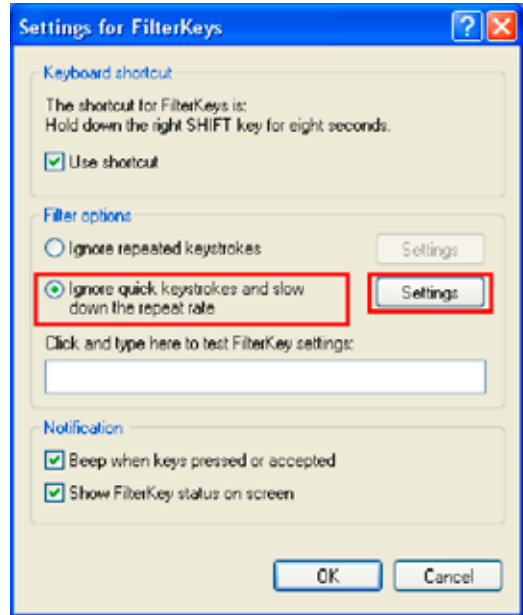 Settings for FilterKeys
Keyboard shortcut
The shortcut for FilterKeys is:
Hold down the right SHIFT key for eight seconds.
Use shortcut
Filter options
Ignore repeated keystrokes
Settings
Ignore quick keystrokes and slow
down the repeat rate
Settings
Click and type here to test FilterKey settings:
Notification
Beep when keys pressed or accepted
Show FilterKey status on screen
OK
Cancel